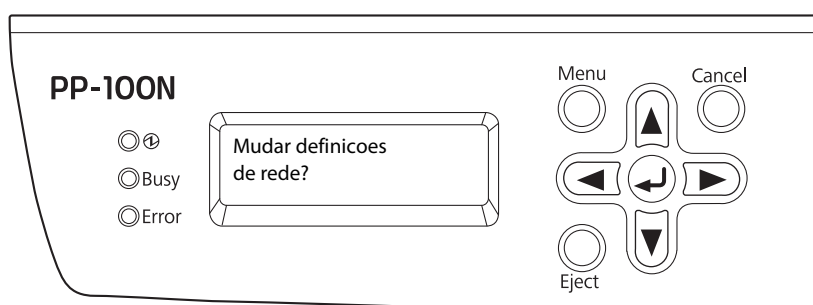 PP-100N
Menu
Cancel
Mudar definicoes
de rede?
Busy
Error
Eject